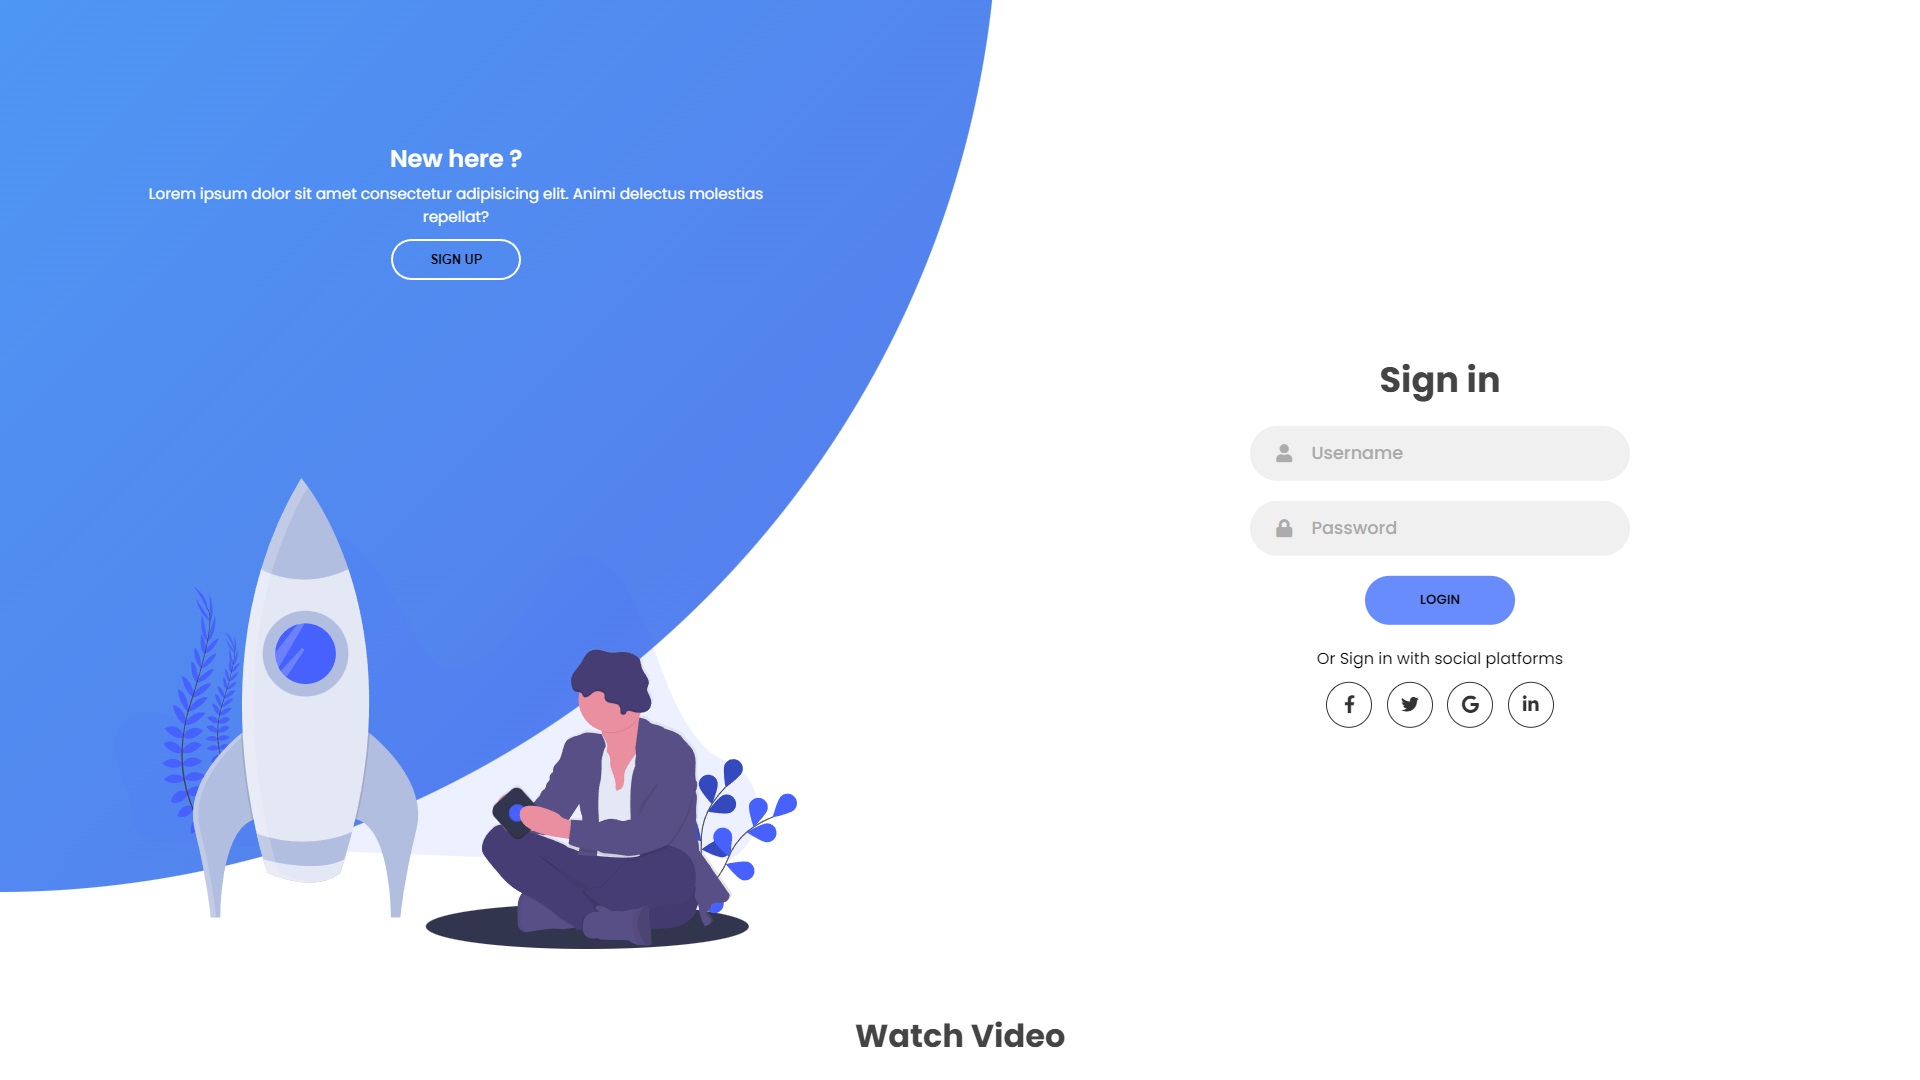 New here ?
Lorem ipsum dolor sit amet consectetur adipisicing elit. Animi delectus molestias
repellat?
SIGN UP
Sign in
Username
Password
LOGIN
Or Sign in with social platforms
Watch Video